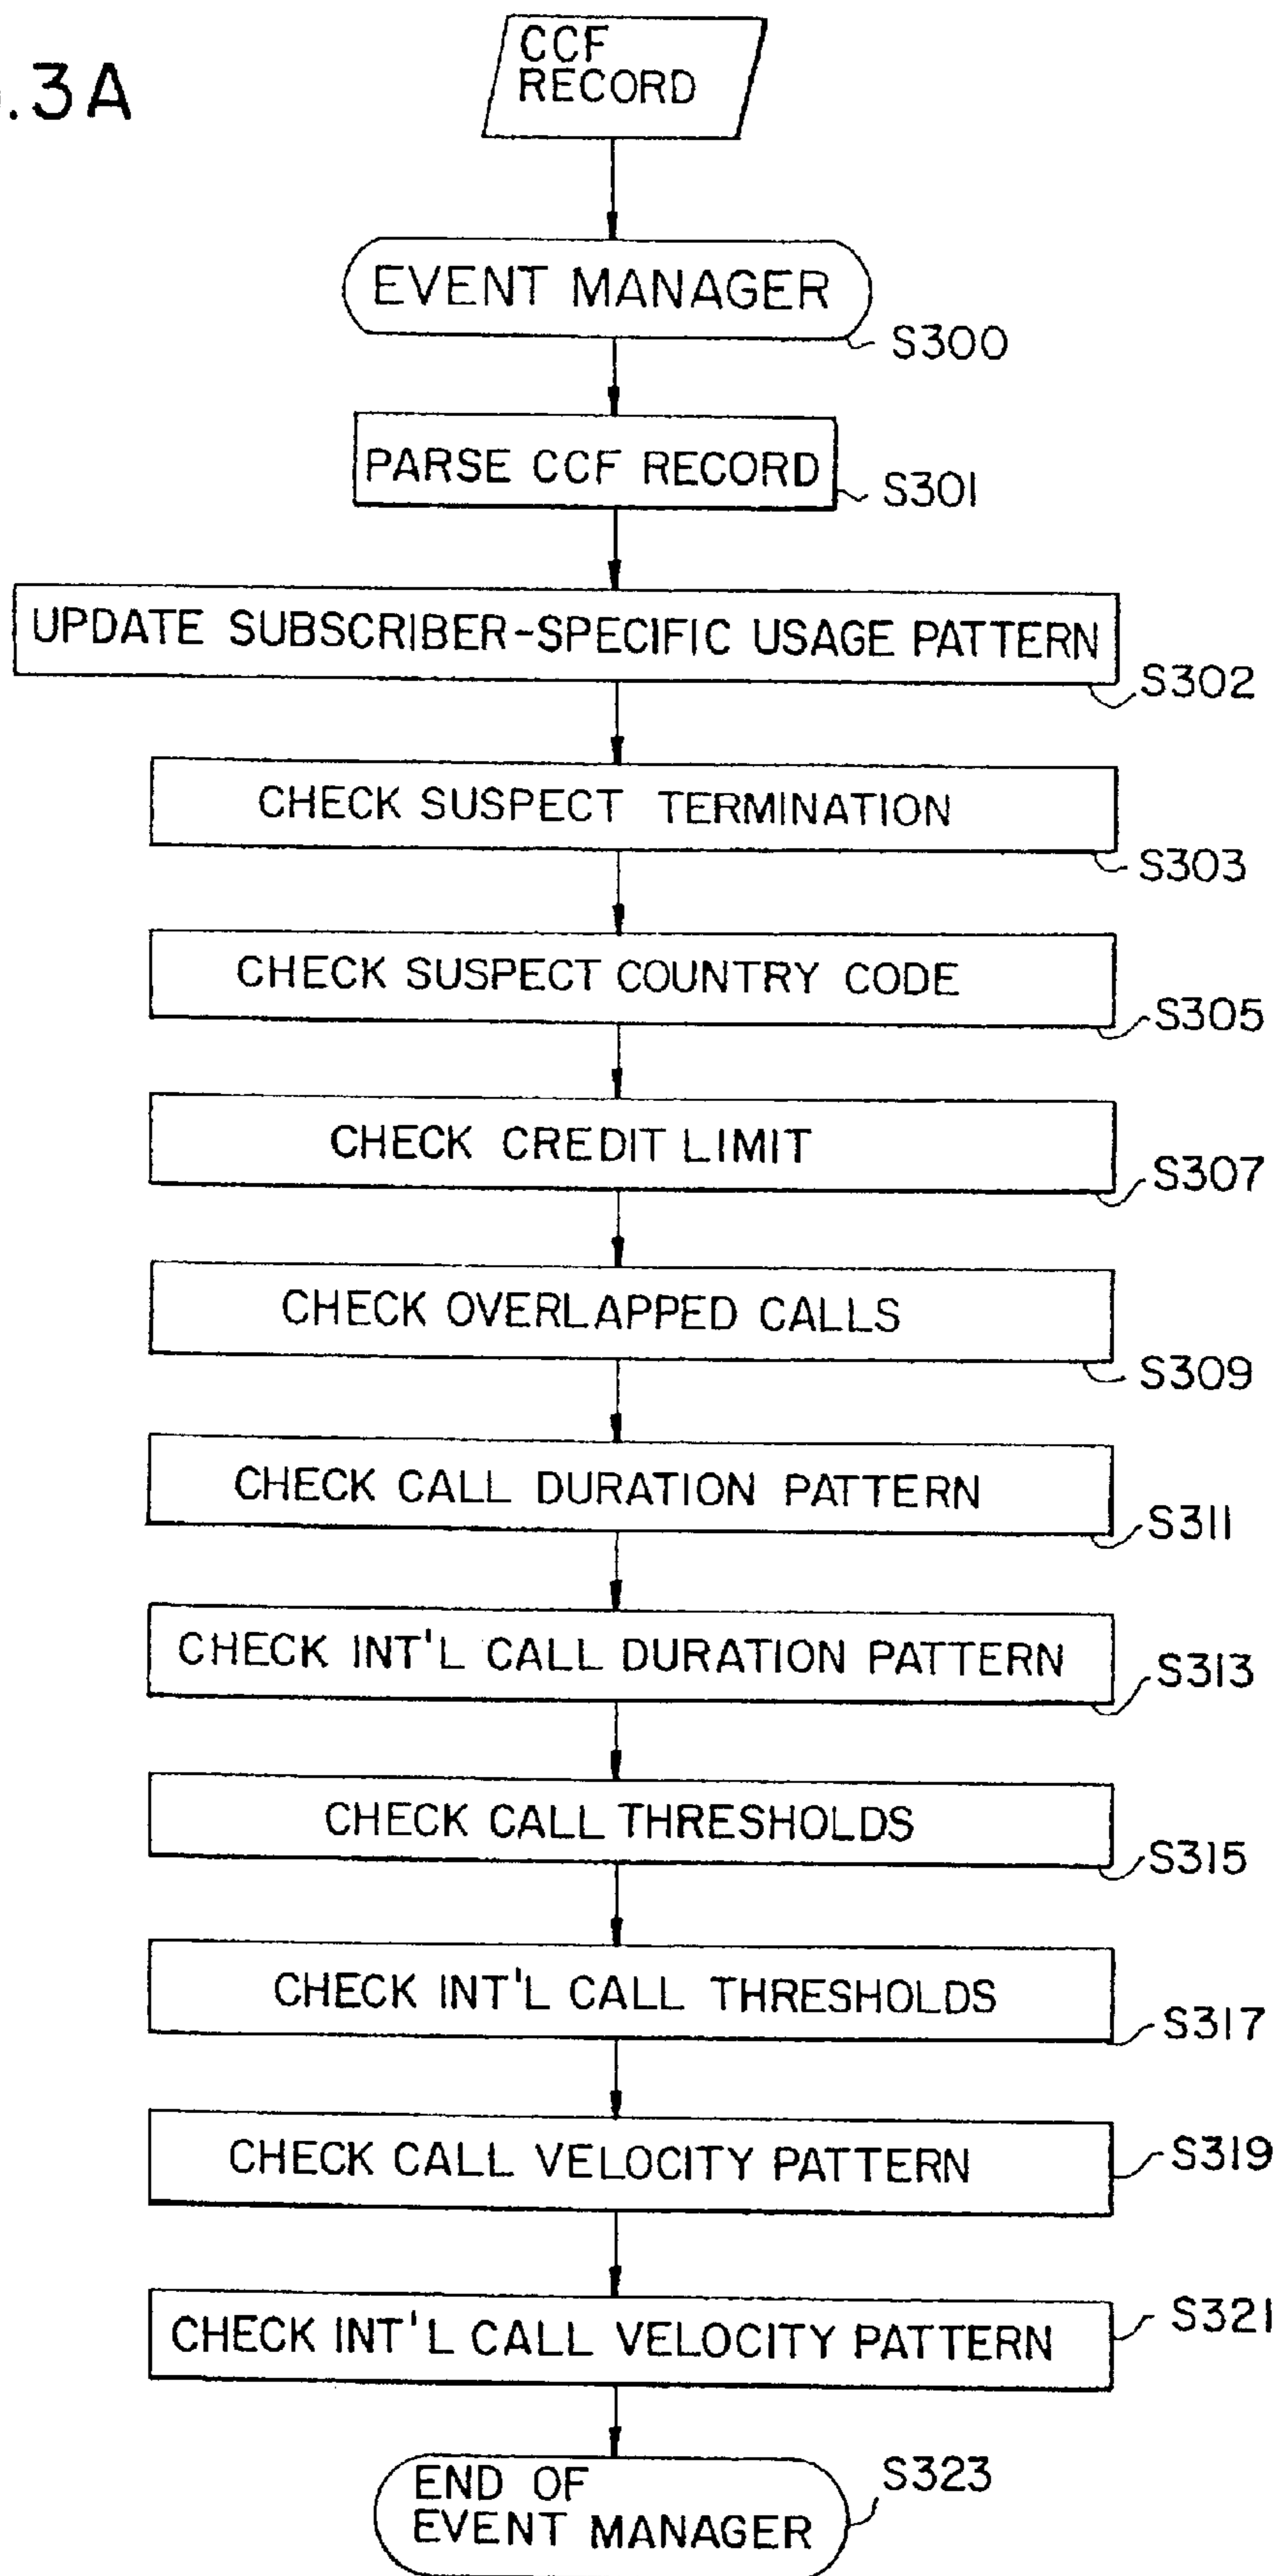 .3A
CCF
RECORD
EVENT MANAGER
S300
PARSE CCF RECORD
S301
UPDATE SUBSCRIBER-SPECIFIC USAGE PATTERN
S302
CHECK SUSPECT TERMINATION
S303
CHECK SUSPECT COUNTRY CODE
S305
CHECK CREDIT LIMIT
S307
CHECK OVERLAPPED CALLS
S309
CHECK CALL DURATION PATTERN
S311
CHECK INT'L CALL DURATION PATTERN
S313
CHECK CALL THRESHOLDS
S315
CHECK INT'L CALL THRESHOLDS
S317
CHECK CALL VELOCITY PATTERN
S319
CHECK INT'L CALL VELOCITY PATTERN
S321
END OF
EVENT MANAGER
S323